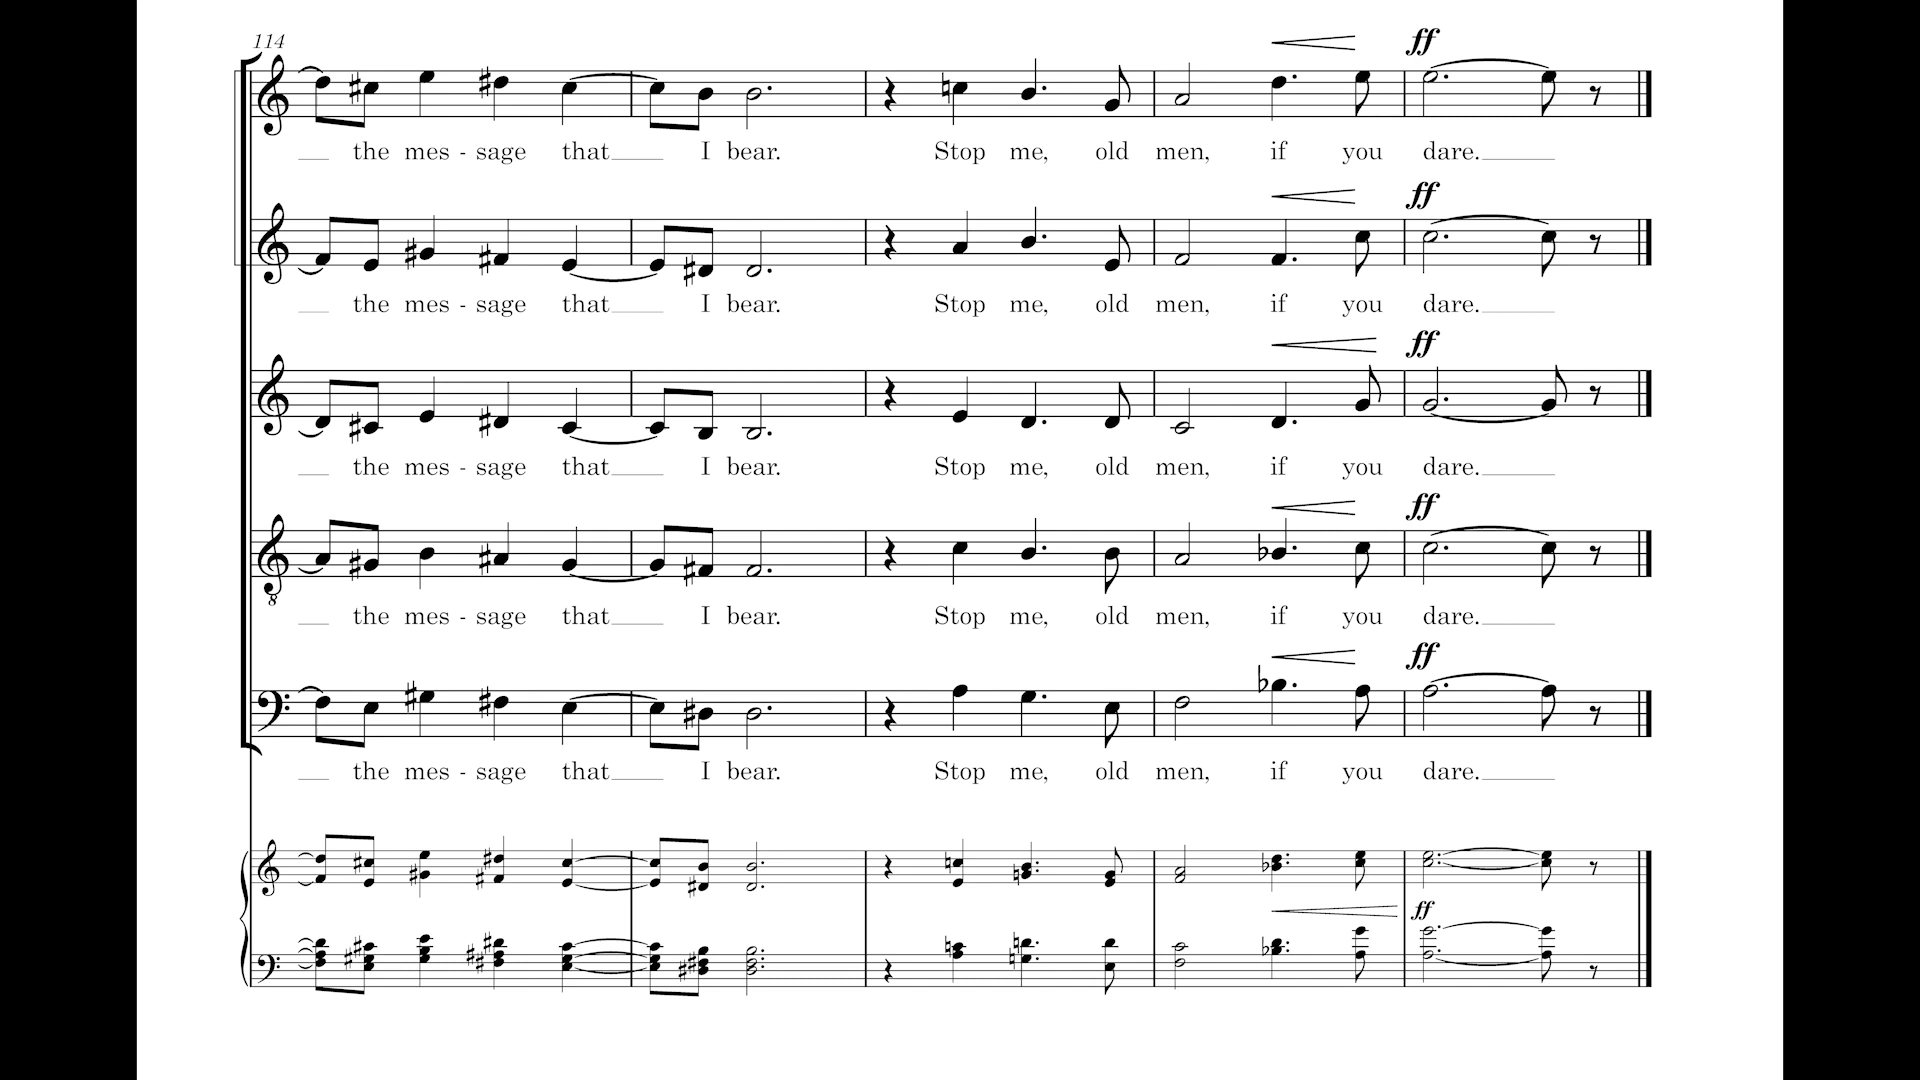 114
ff
the mes - sage that I bear. Stop me, old men, if you dare.
ff
the mes - sage that I bear. Stop me, old men, if you dare.
ff
the mes - sage that I bear. Stop me, old men, if you dare.
ff
the mes - sage that I bear. Stop me, old men, if you dare.
8
ff
the mes - sage that I bear. Stop me, old men, if you dare.
ff